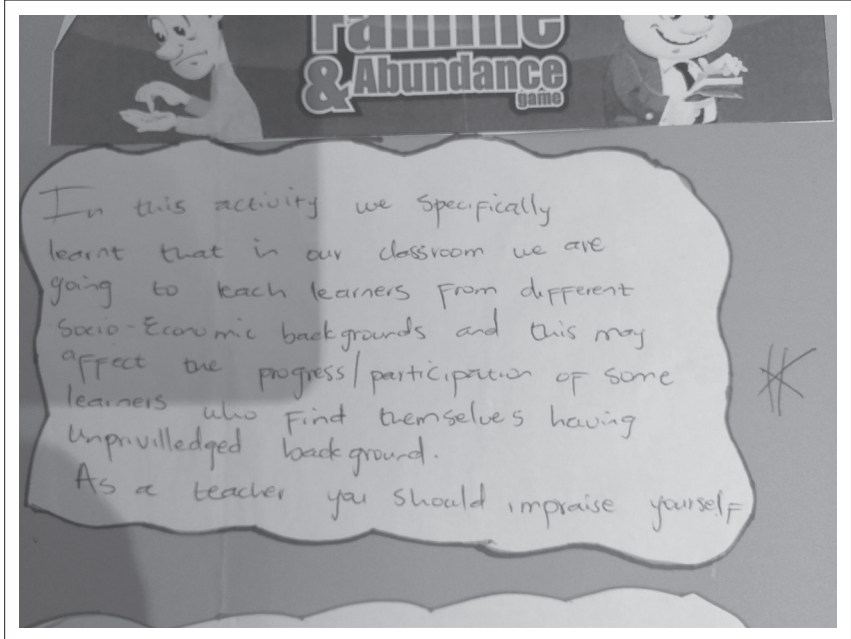 Famine
& Abundance
game
In this activity we specifically
learnt that in our classroom we are
going to teach learners from different
Socio-Economic backgrounds and this may
affect the progress/participation of some
learners who find themselves having
Unprivilledged background.
As a teacher you should impraise yourself